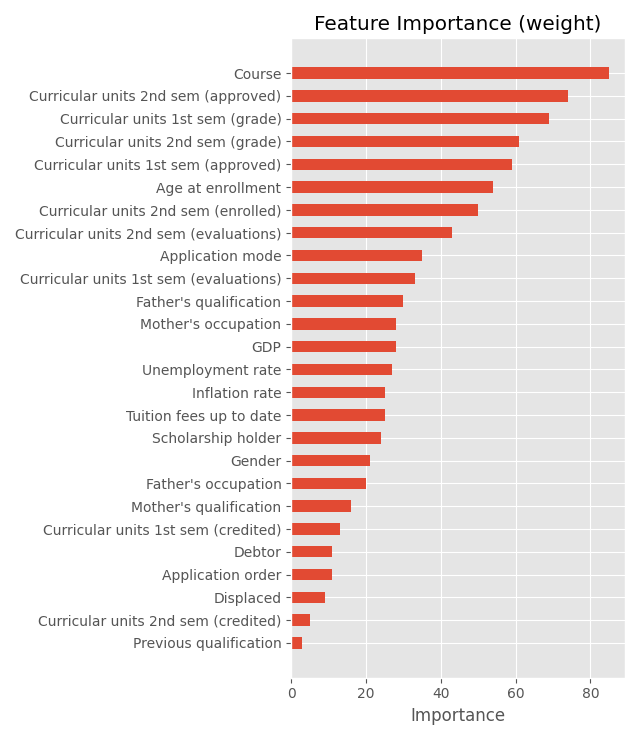 Feature Importance (weight)
Course
Curricular units 2nd sem (approved)
Curricular units 1st sem (grade)
Curricular units 2nd sem (grade)
Curricular units 1st sem (approved)
Age at enrollment
Curricular units 2nd sem (enrolled)
Curricular units 2nd sem (evaluations)
Application mode
Curricular units 1st sem (evaluations)
Father's qualification
Mother's occupation
GDP
Unemployment rate
Inflation rate
Tuition fees up to date
Scholarship holder
Gender
Father's occupation
Mother's qualification
Curricular units 1st sem (credited)
Debtor
Application order
Displaced
Curricular units 2nd sem (credited)
Previous qualification
0 20 40 60 80
Importance